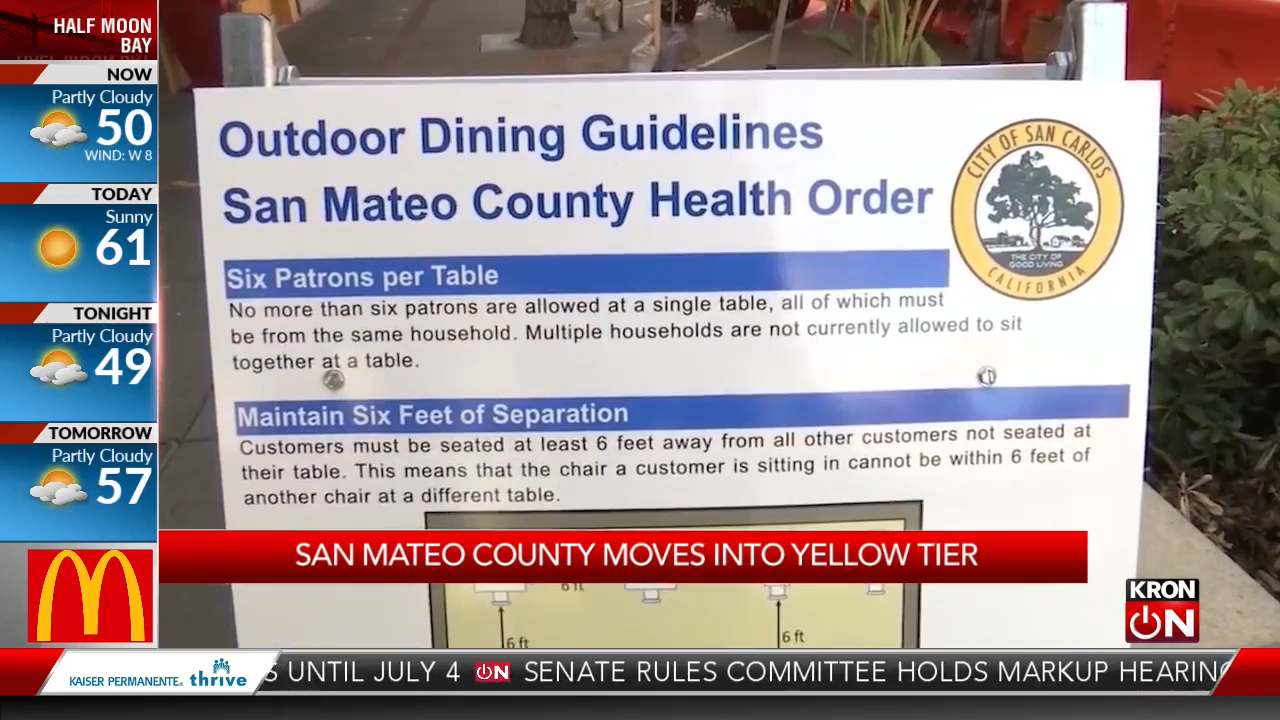 HALF MOON
BAY
NOW
Partly Cloudy
50
WIND: W 8
TODAY
Sunny
61
TONIGHT
Partly Cloudy
49
TOMORROW
Partly Cloudy
57
Outdoor Dining Guidelines
San Mateo County Health Order
CITY OF SAN CARLOS
THE CITY OF
GOOD LIVING
CALIFORNIA
Six Patrons per Table
No more than six patrons are allowed at a single table, all of which must
be from the same household. Multiple households are not currently allowed to sit
together at a table.
Maintain Six Feet of Separation
Customers must be seated at least 6 feet away from all other customers not seated at
their table. This means that the chair a customer is sitting in cannot be within 6 feet of
another chair at a different table.
SAN MATEO COUNTY MOVES INTO YELLOW TIER
6 ft
6 ft
6 ft
KRON
ON
KAISER PERMANENTE® thrive
S UNTIL JULY 4 ON SENATE RULES COMMITTEE HOLDS MARKUP HEARING